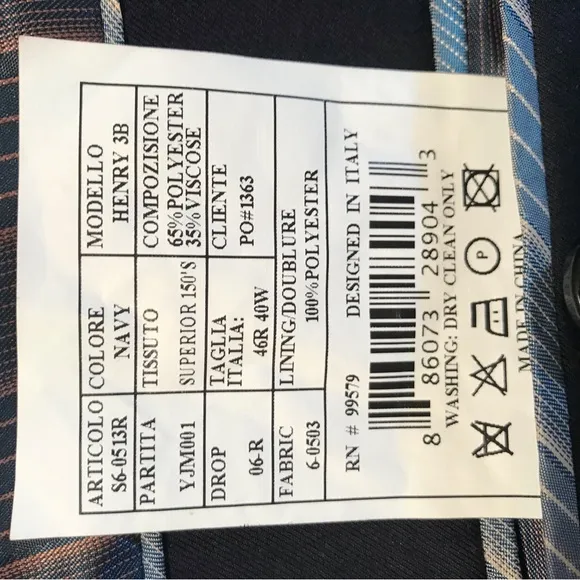 ARTICOLO
S6-0513R
COLORE
NAVY
MODELLO
HENRY 3B
PARTITA
YJM001
TISSUTO
SUPERIOR 150'S
COMPOZISIONE
65%POLYESTER
35%VISCOSE
DROP
06-R
TAGLIA
ITALIA:
46R 40W
CLIENTE
PO#1363
FABRIC
6-0503
LINING/DOUBLURE
100%POLYESTER
RN # 99579 DESIGNED IN ITALY
8 86073 28904 3
WASHING: DRY CLEAN ONLY
P
MADE IN CHINA